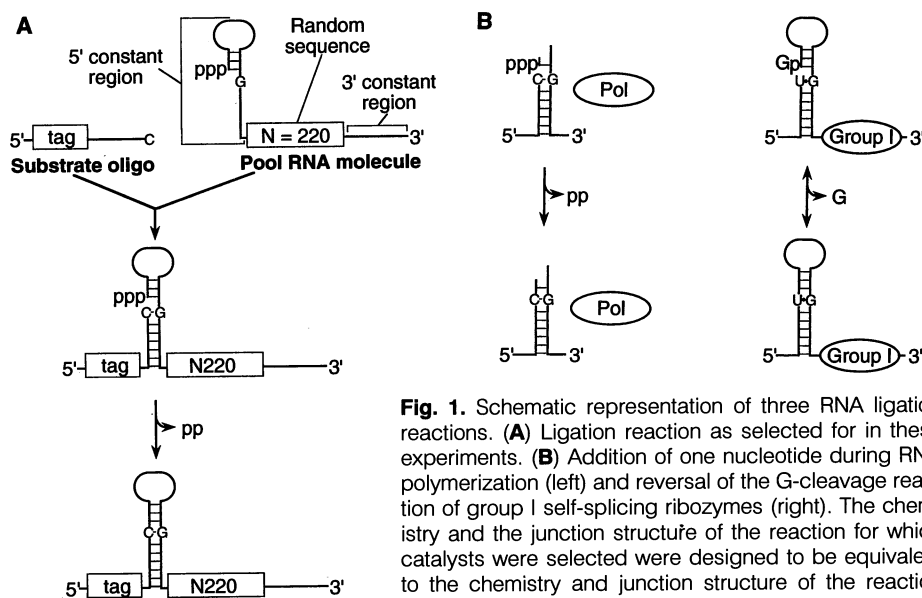 A
5' constant
region
ppp
G
Random
sequence
3' constant
region
5' tag C
N = 220 3'
Substrate oligo
Pool RNA molecule
ppp
C-G
5' tag N220 3'
pp
C-G
5' tag N220 3'
B
ppp
C-G
Pol
5' 3'
pp
C-G
Pol
5' 3'
Gp
U•G
5' Group I 3'
G
U•G
5' Group I 3'
Fig. 1. Schematic representation of three RNA ligatio
reactions. (A) Ligation reaction as selected for in thes
experiments. (B) Addition of one nucleotide during RN
polymerization (left) and reversal of the G-cleavage rea
tion of group I self-splicing ribozymes (right). The chem
istry and the junction structure of the reaction for whic
catalysts were selected were designed to be equivale
to the chemistry and junction structure of the reactio